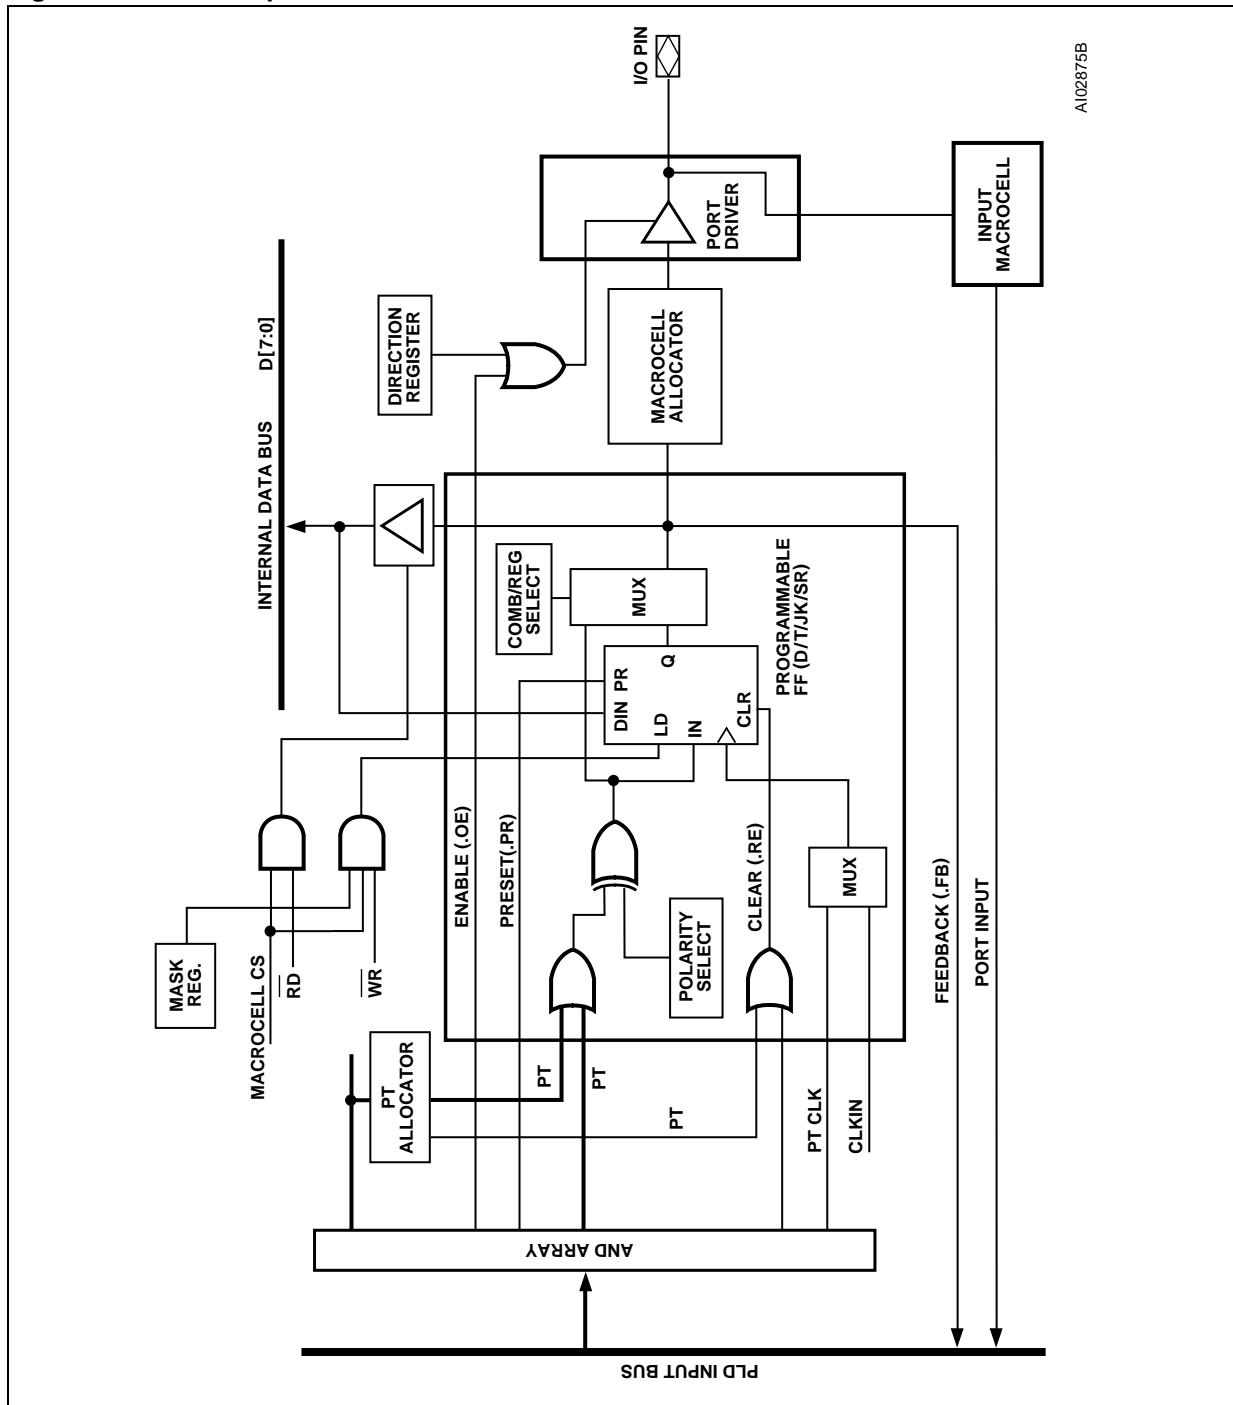 MASK
REG.
MACROCELL CS
RD
WR
INTERNAL DATA BUS
D[7:0]
DIRECTION
REGISTER
PT
ALLOCATOR
ENABLE (.OE)
PRESET(.PR)
COMB/REG
SELECT
PT
PT
PT
POLARITY
SELECT
MUX
DIN
PR
LD
IN
Q
CLR
PROGRAMMABLE
FF (D/T/JK/SR)
CLEAR (.RE)
MUX
PT CLK
CLKIN
MACROCELL
ALLOCATOR
PORT
DRIVER
I/O PIN
INPUT
MACROCELL
FEEDBACK (.FB)
PORT INPUT
AND ARRAY
PLD INPUT BUS
AI02875B